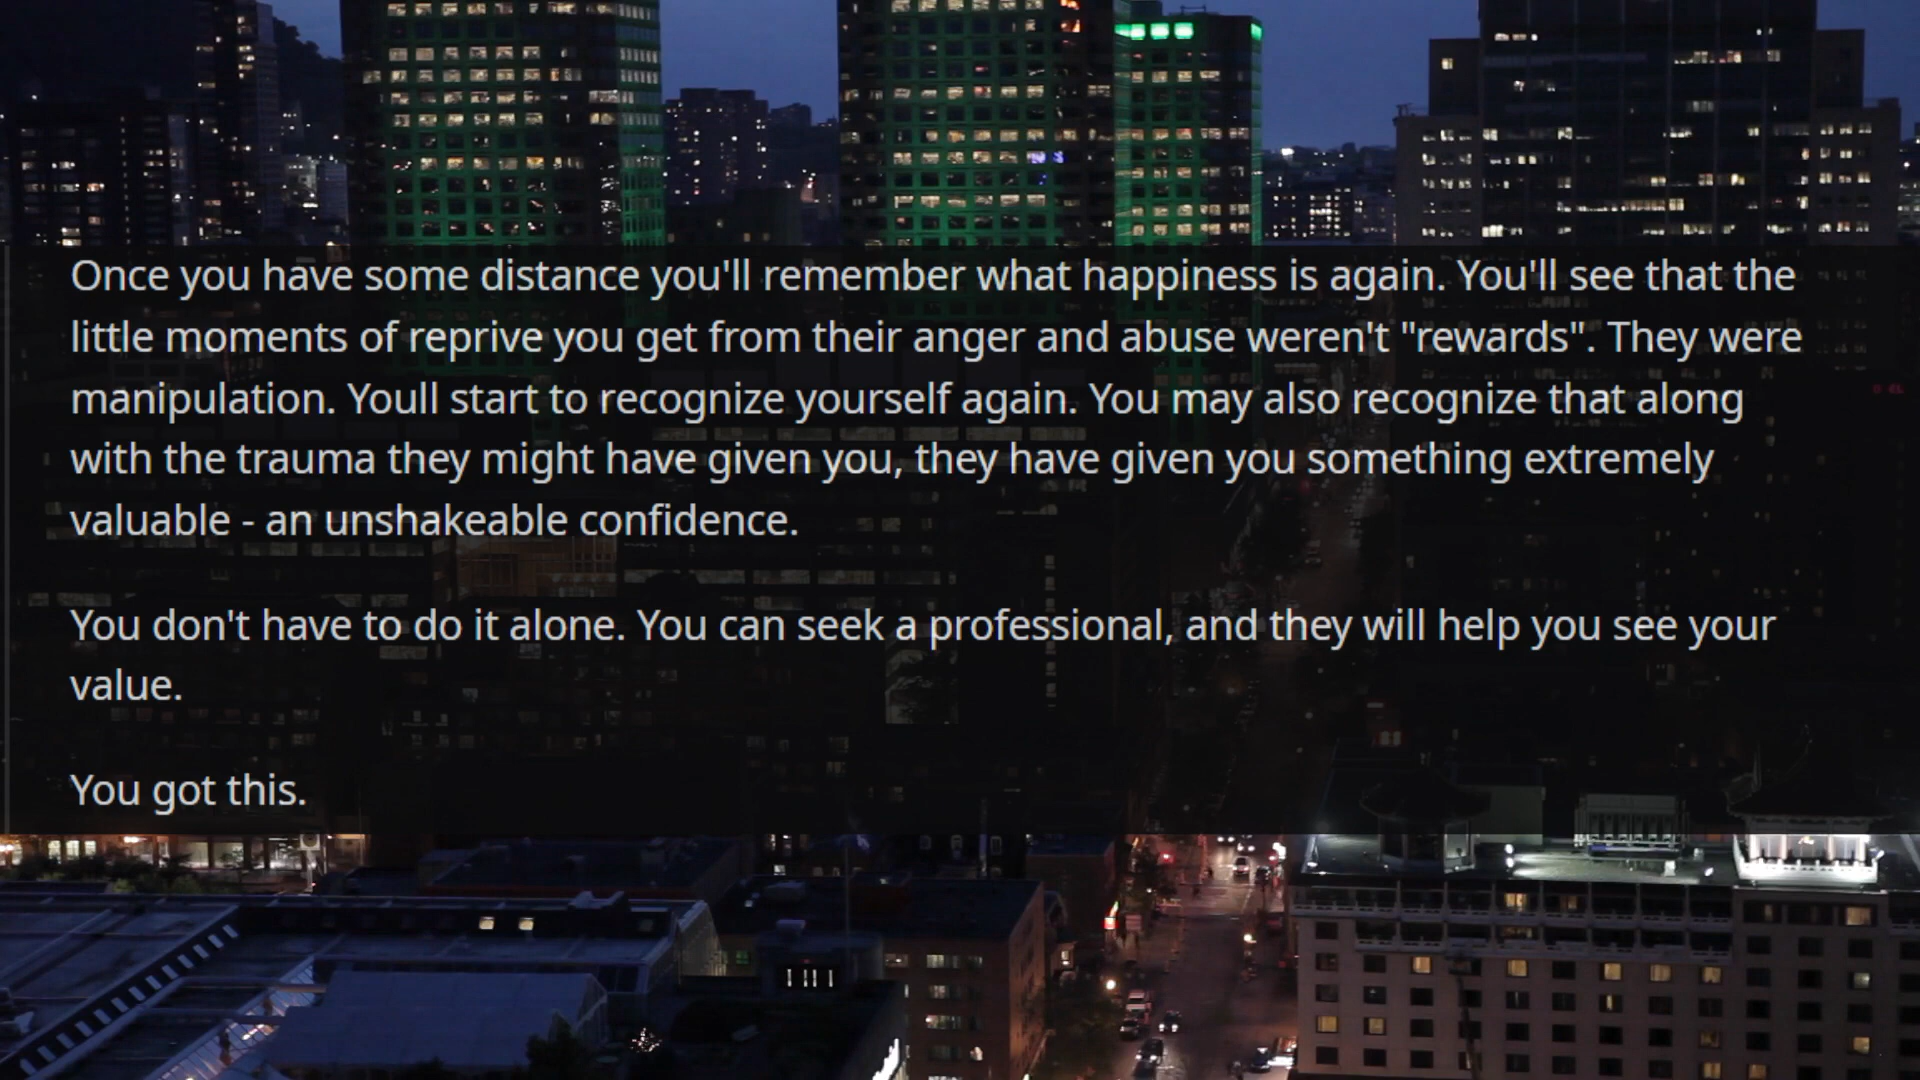 Once you have some distance you'll remember what happiness is again. You'll see that the
little moments of reprive you get from their anger and abuse weren't "rewards". They were
manipulation. Youll start to recognize yourself again. You may also recognize that along
with the trauma they might have given you, they have given you something extremely
valuable - an unshakeable confidence.
You don't have to do it alone. You can seek a professional, and they will help you see your
value.
You got this.